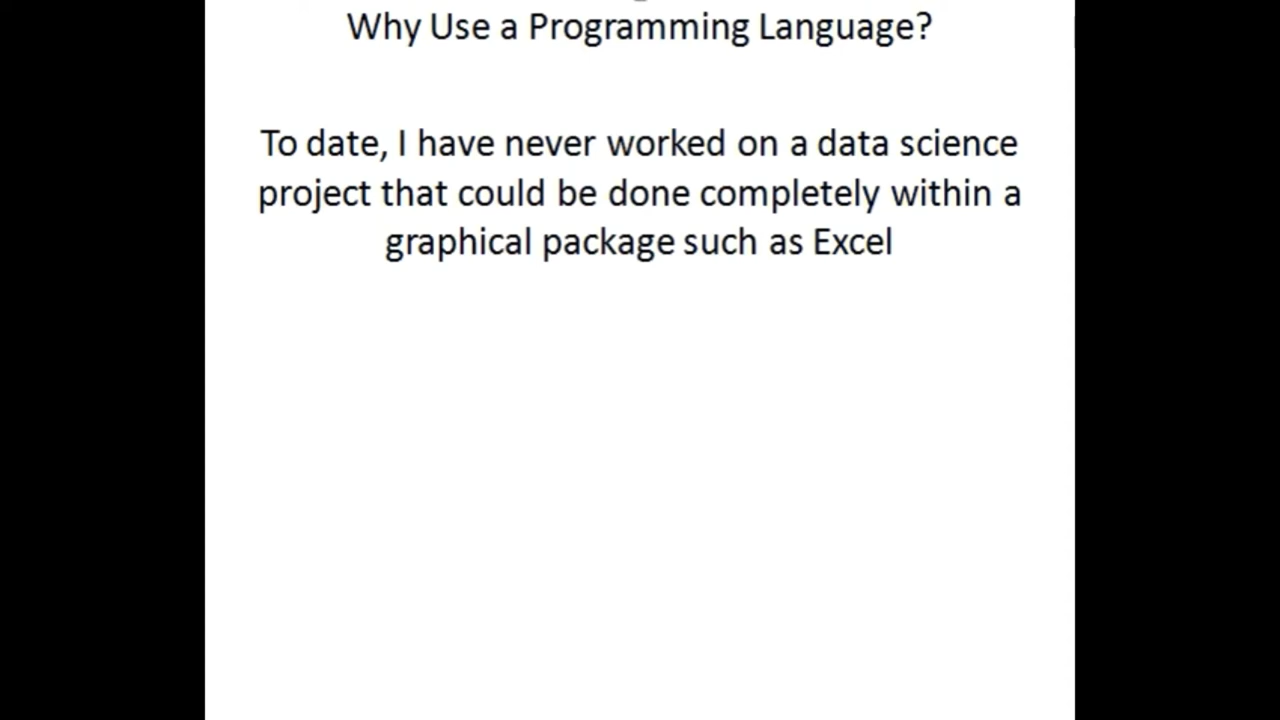 Why Use a Programming Language?
To date, I have never worked on a data science
project that could be done completely within a
graphical package such as Excel